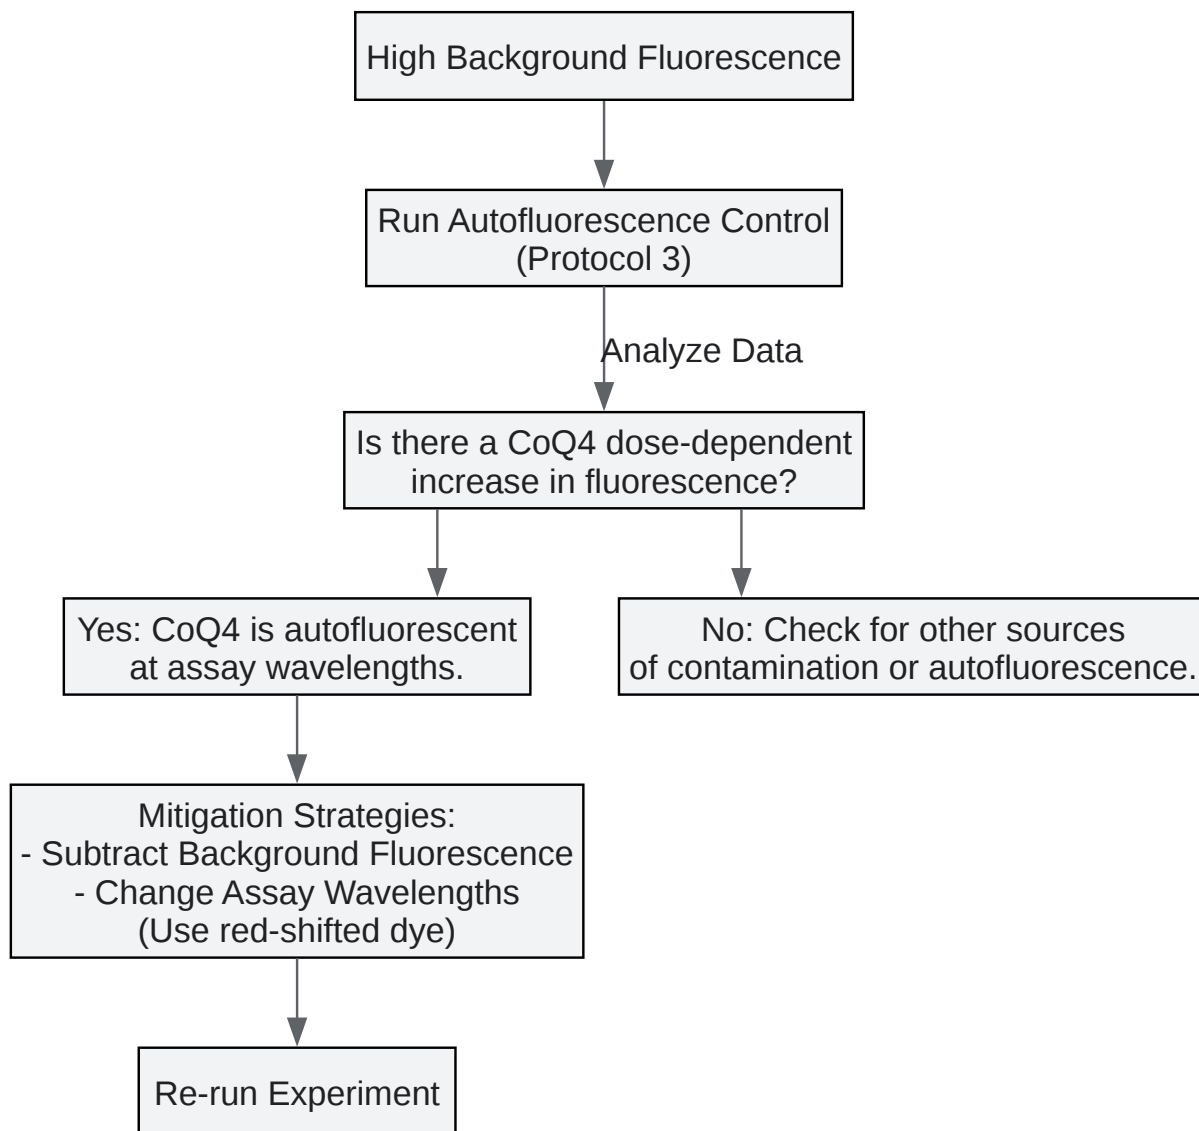 High Background Fluorescence
Run Autofluorescence Control
(Protocol 3)
Analyze Data
Is there a CoQ4 dose-dependent
increase in fluorescence?
Yes: CoQ4 is autofluorescent
at assay wavelengths.
No: Check for other sources
of contamination or autofluorescence.
Mitigation Strategies:
- Subtract Background Fluorescence
- Change Assay Wavelengths
(Use red-shifted dye)
Re-run Experiment